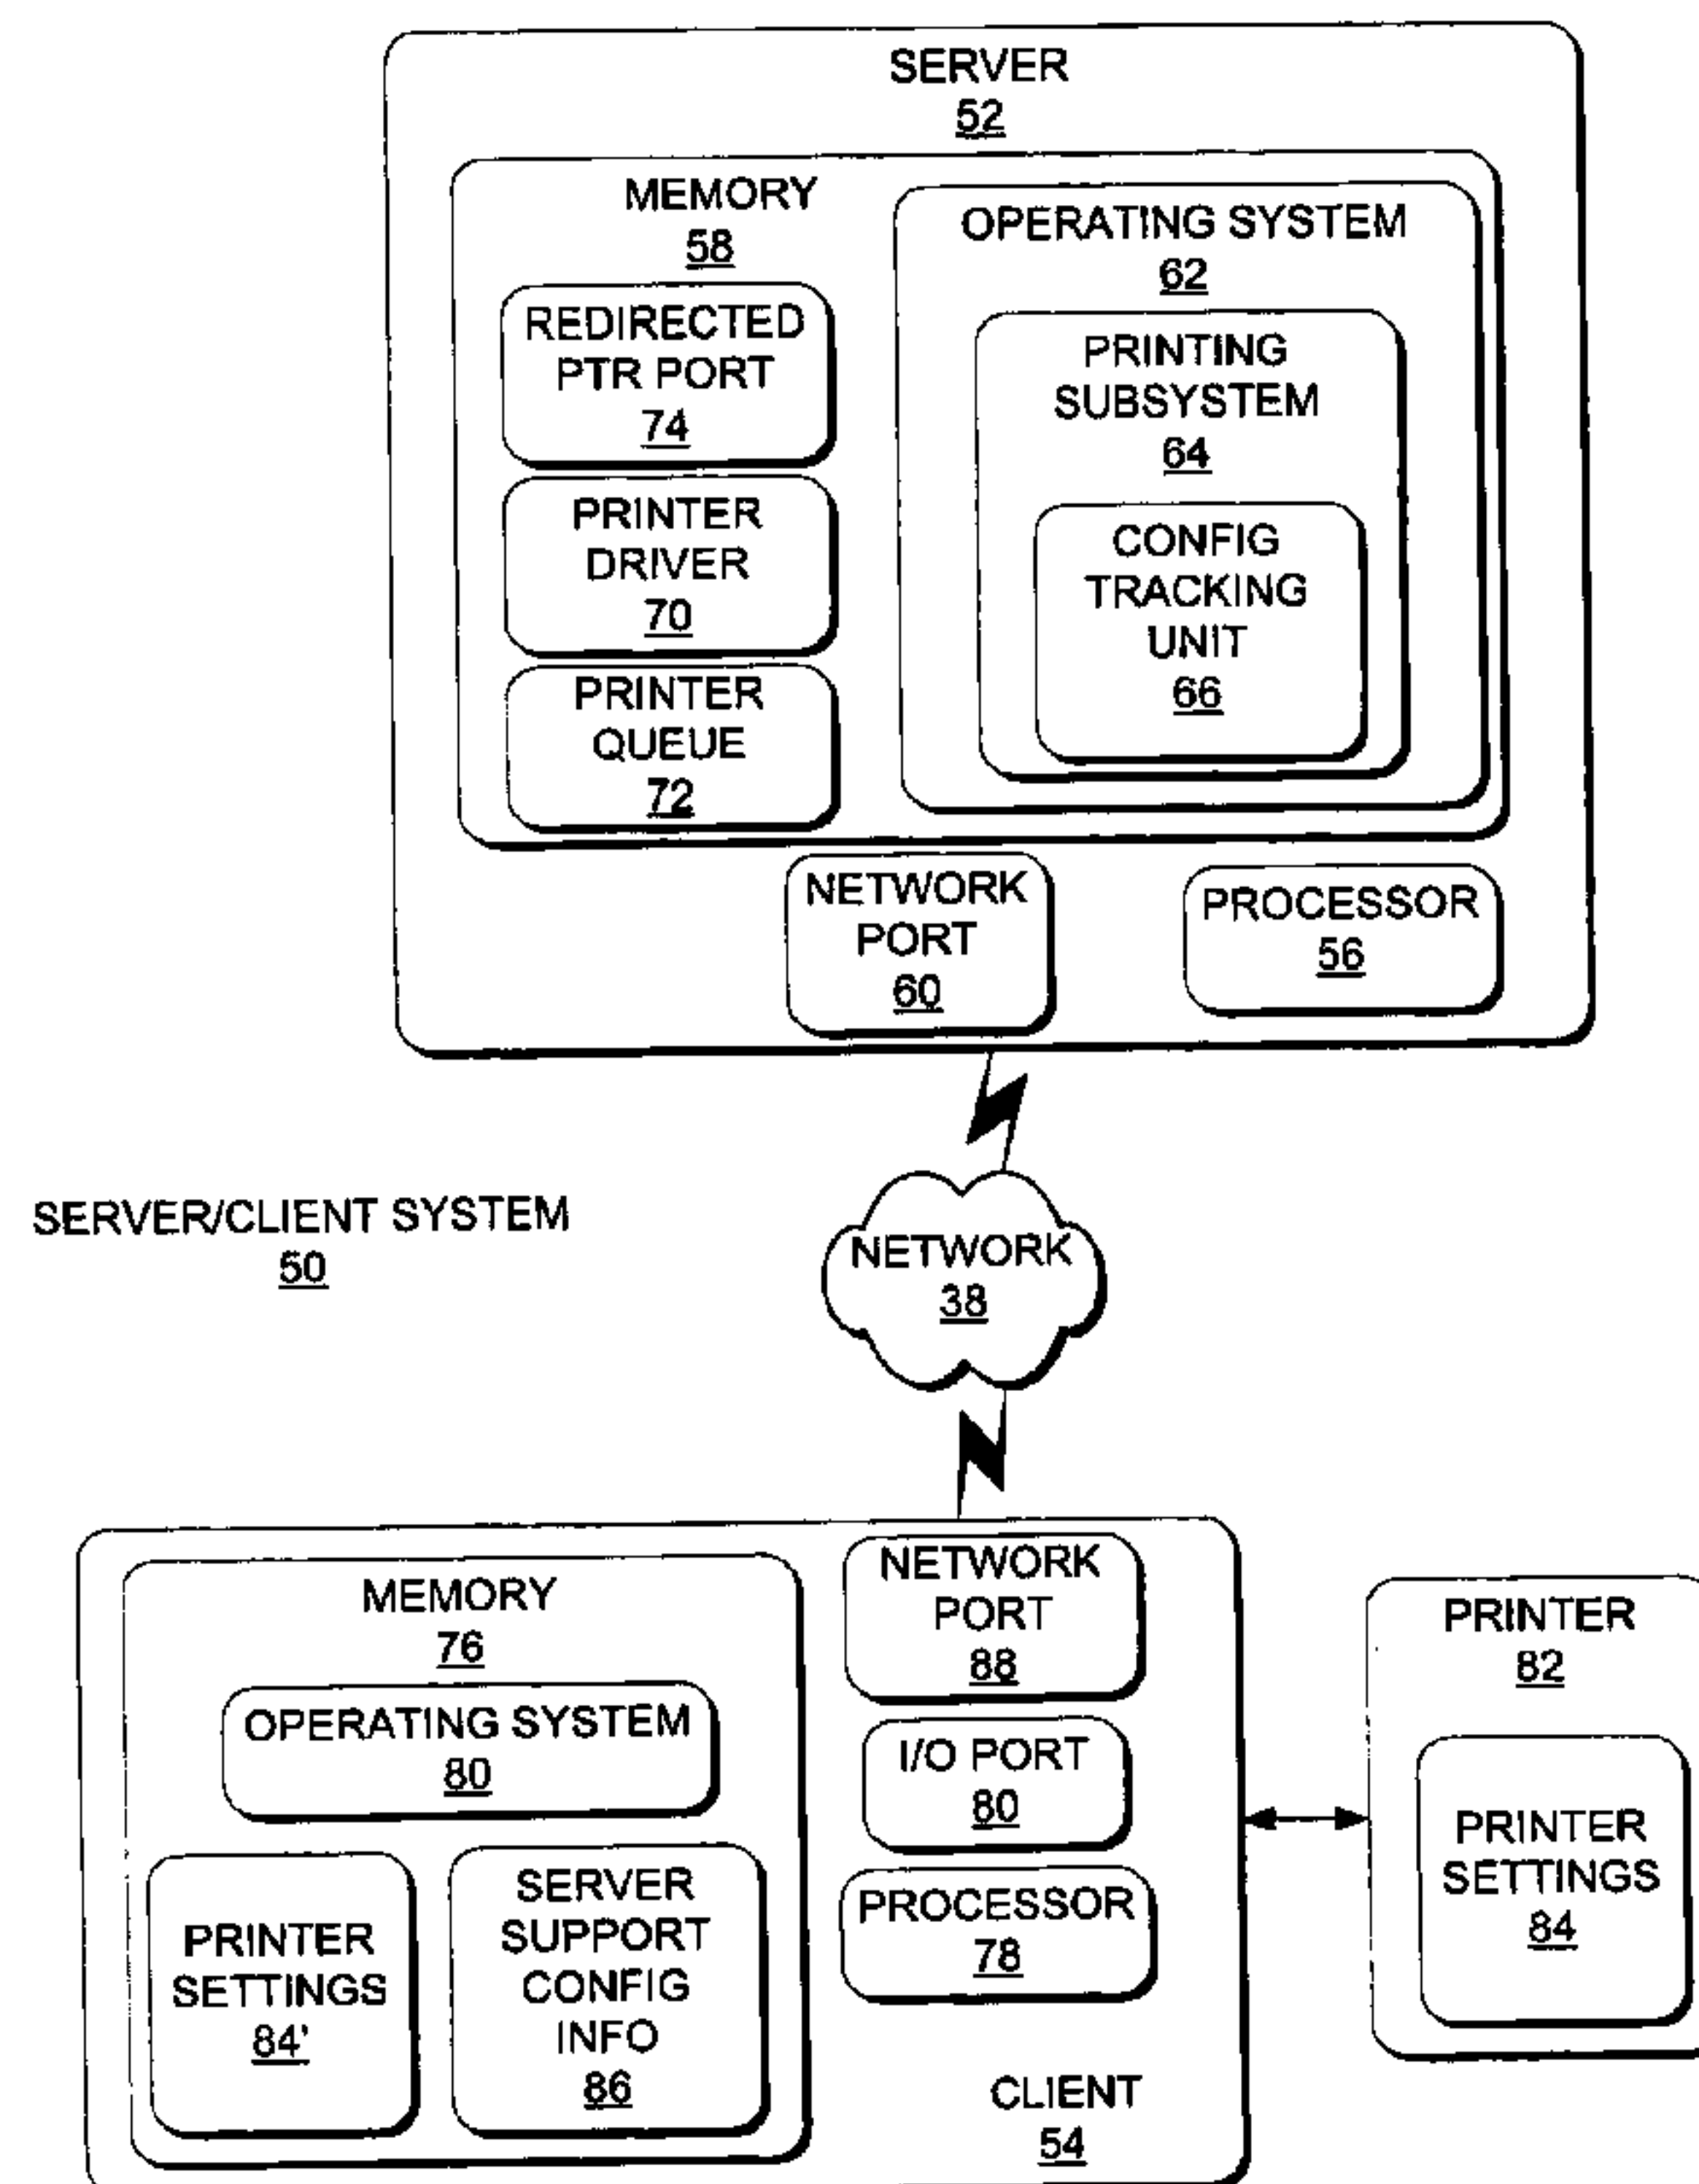 SERVER
52
MEMORY
58
OPERATING SYSTEM
62
REDIRECTED
PTR PORT
74
PRINTING
SUBSYSTEM
64
PRINTER
DRIVER
70
CONFIG
TRACKING
UNIT
66
PRINTER
QUEUE
72
NETWORK
PORT
60
PROCESSOR
56
SERVER/CLIENT SYSTEM
50
NETWORK
38
MEMORY
76
OPERATING SYSTEM
80
PRINTER
SETTINGS
84'
SERVER
SUPPORT
CONFIG
INFO
86
NETWORK
PORT
88
I/O PORT
80
PROCESSOR
78
CLIENT
54
PRINTER
82
PRINTER
SETTINGS
84